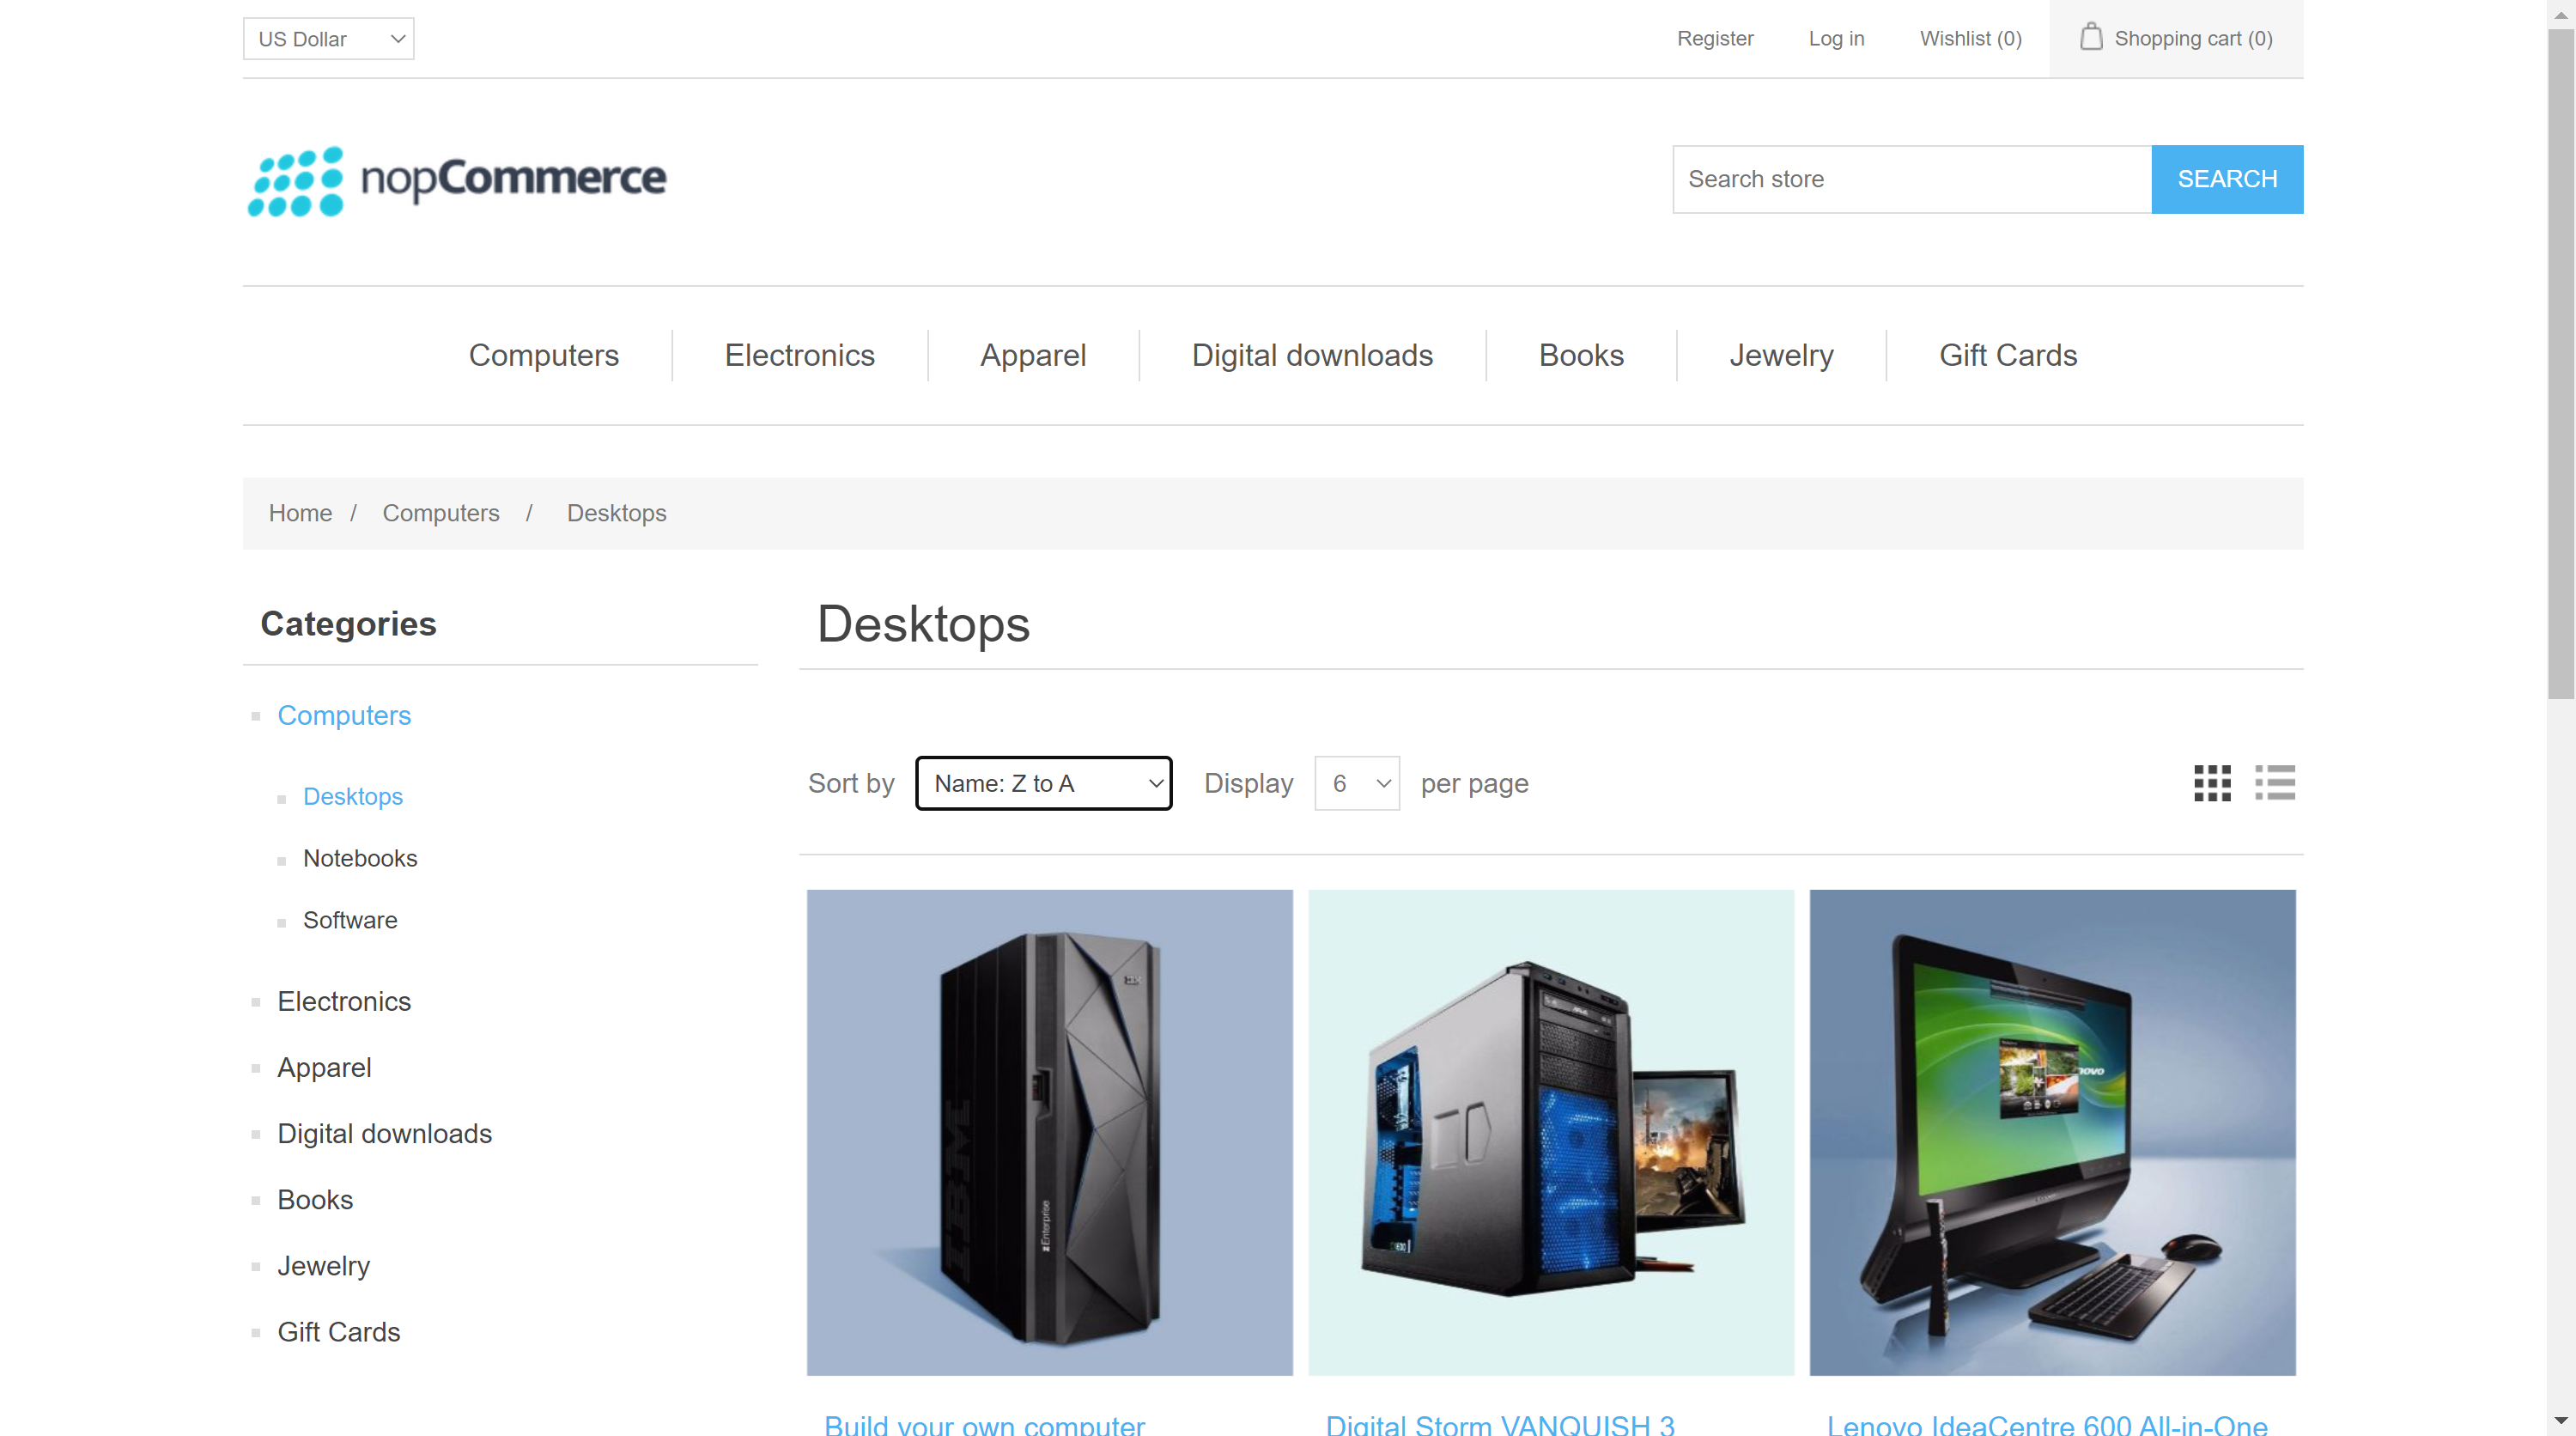 US Dollar
Register
Log in
Wishlist (0)
Shopping cart (0)
nopCommerce
Search store
SEARCH
Computers
Electronics
Apparel
Digital downloads
Books
Jewelry
Gift Cards
Home / Computers / Desktops
Categories
Computers
Desktops
Notebooks
Software
Electronics
Apparel
Digital downloads
Books
Jewelry
Gift Cards
Desktops
Sort by Name: Z to A Display 6 per page
IBM
IBM
zEnterprise
Build your own computer
Digital Storm VANQUISH 3
Lenovo IdeaCentre 600 All-in-One